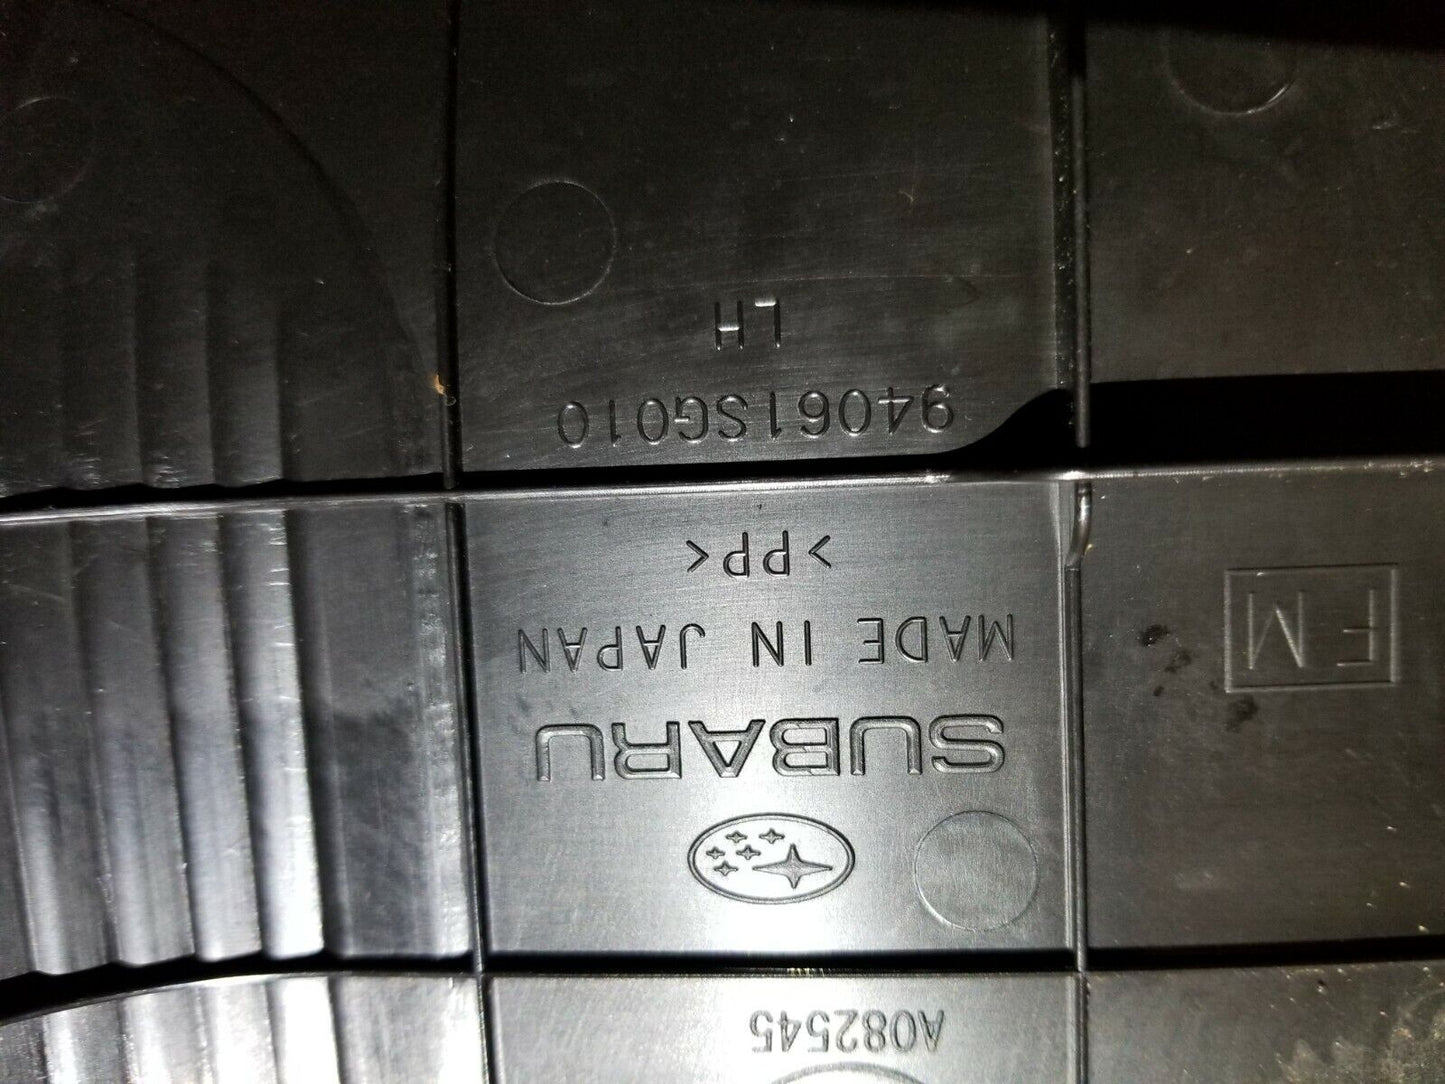 A082545
SUBARU
MADE IN JAPAN
>PP<
FM
94061SG010
LH